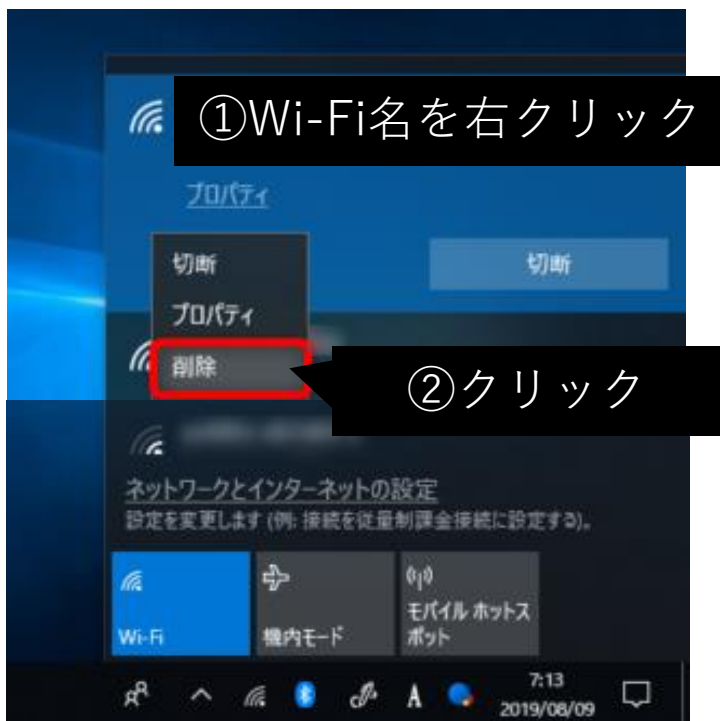 ①Wi-Fi名を右クリック
プロパティ
切断
切断
プロパティ
削除
②クリック
ネットワークとインターネットの設定
設定を変更します (例: 接続を従量制課金接続に設定する)。
Wi-Fi
機内モード
モバイル ホットス
ポット
A
7:13
2019/08/09